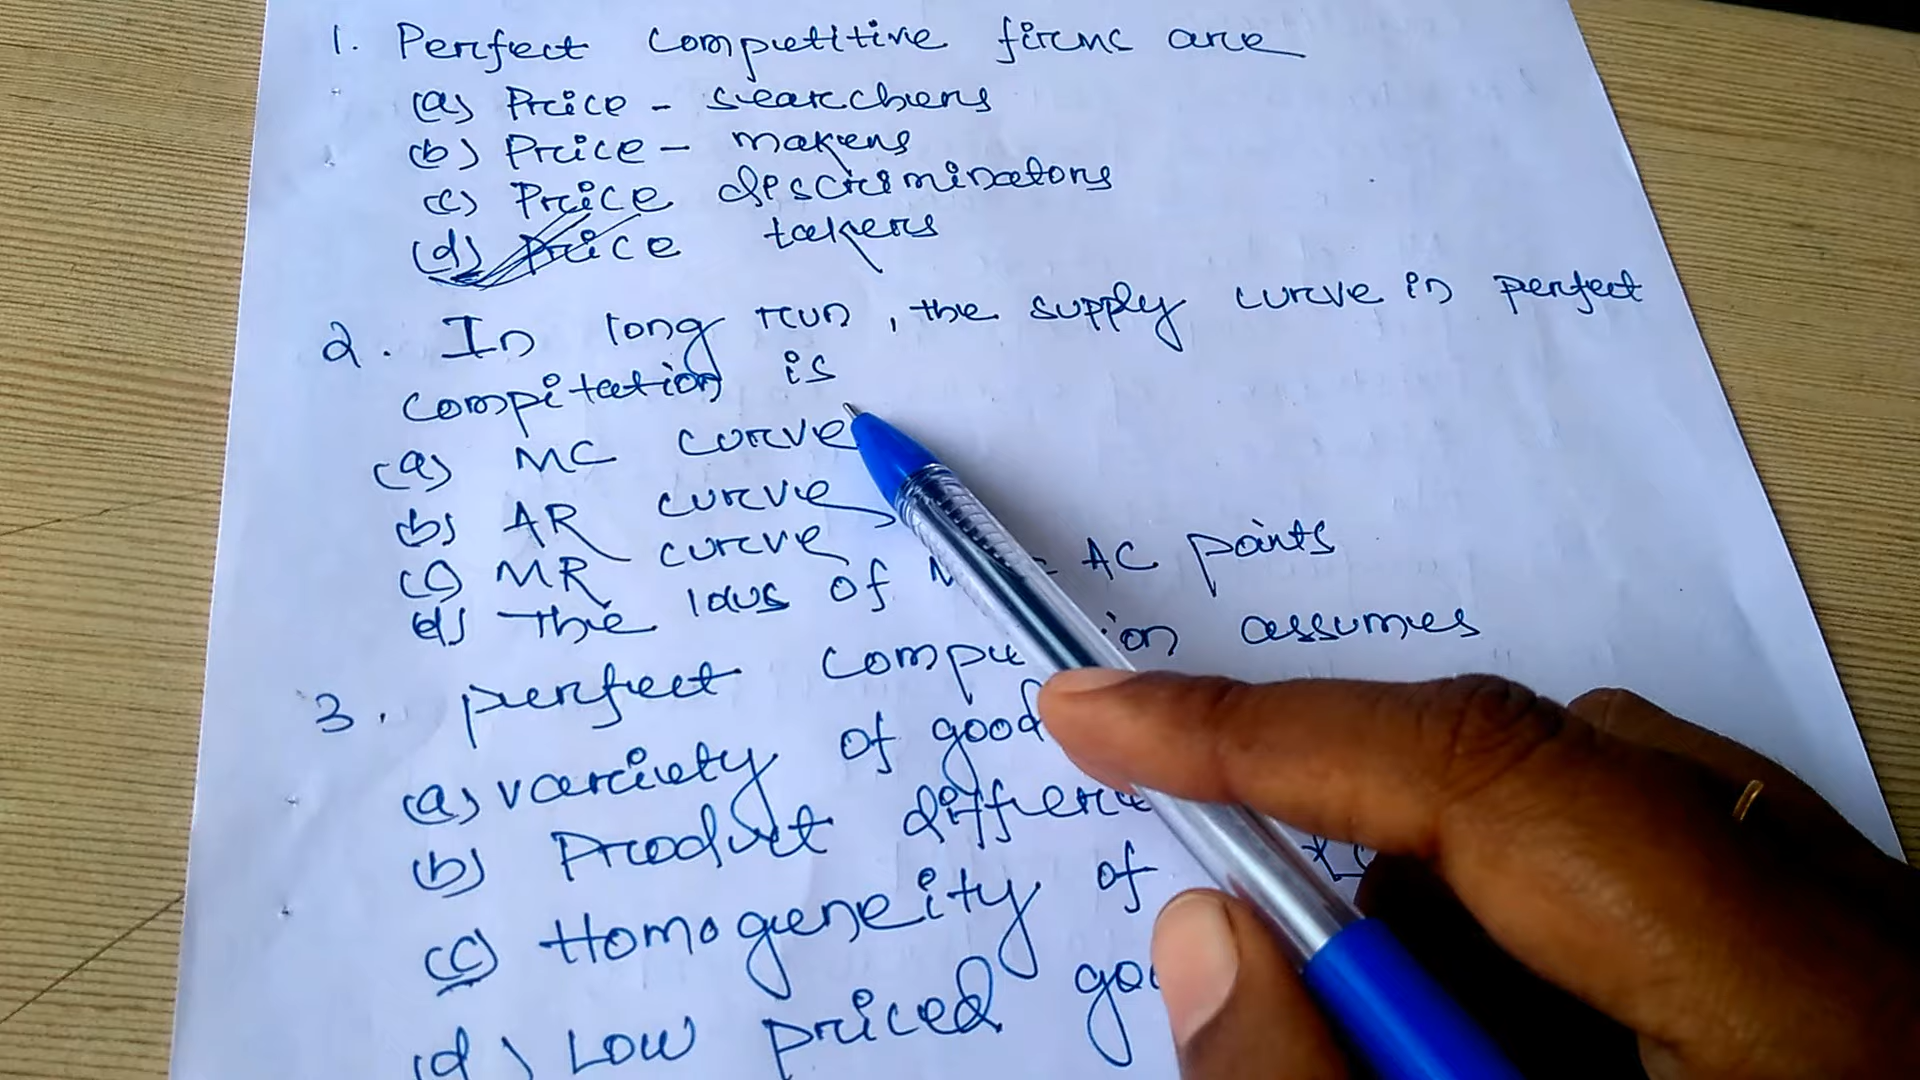 1. Perfect competitive firms are
(a) Price - searchers
(b) Price - makers
(c) Price discriminators
(d) Price takers
2. In long run, the supply curve in perfect
compitation is
(a) MC curve
(b) AR curve
(c) MR curve
(d) The of AC points
3. perfect assumes
(a) variety of
(b) Product
(c) Homogeneity of
(d) Low priced